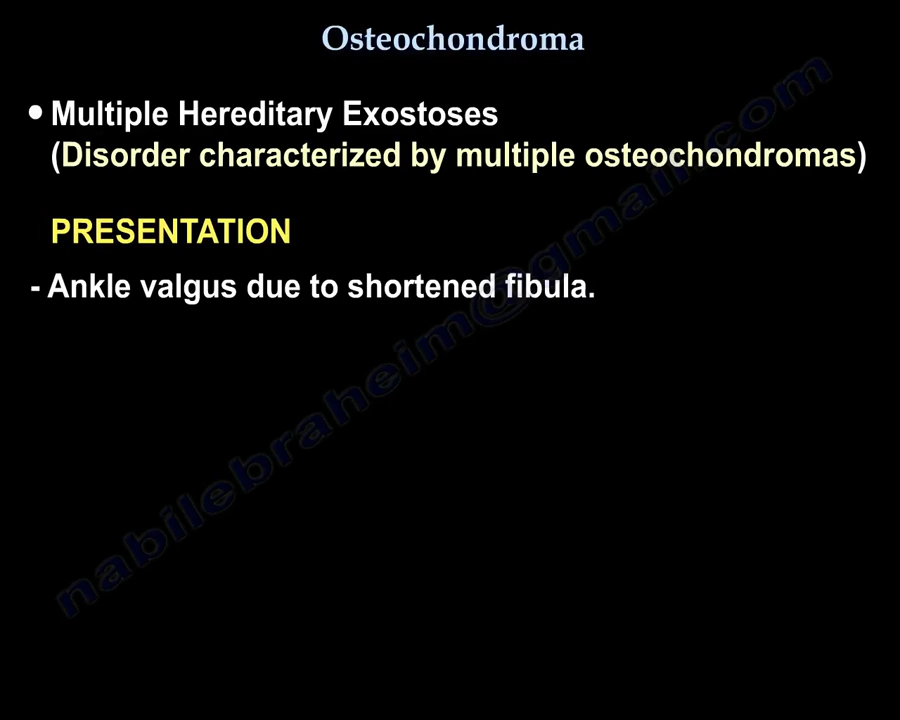 Osteochondroma
• Multiple Hereditary Exostoses
(Disorder characterized by multiple osteochondromas)
PRESENTATION
- Ankle valgus due to shortened fibula.
nabilebraheim@gmail.com